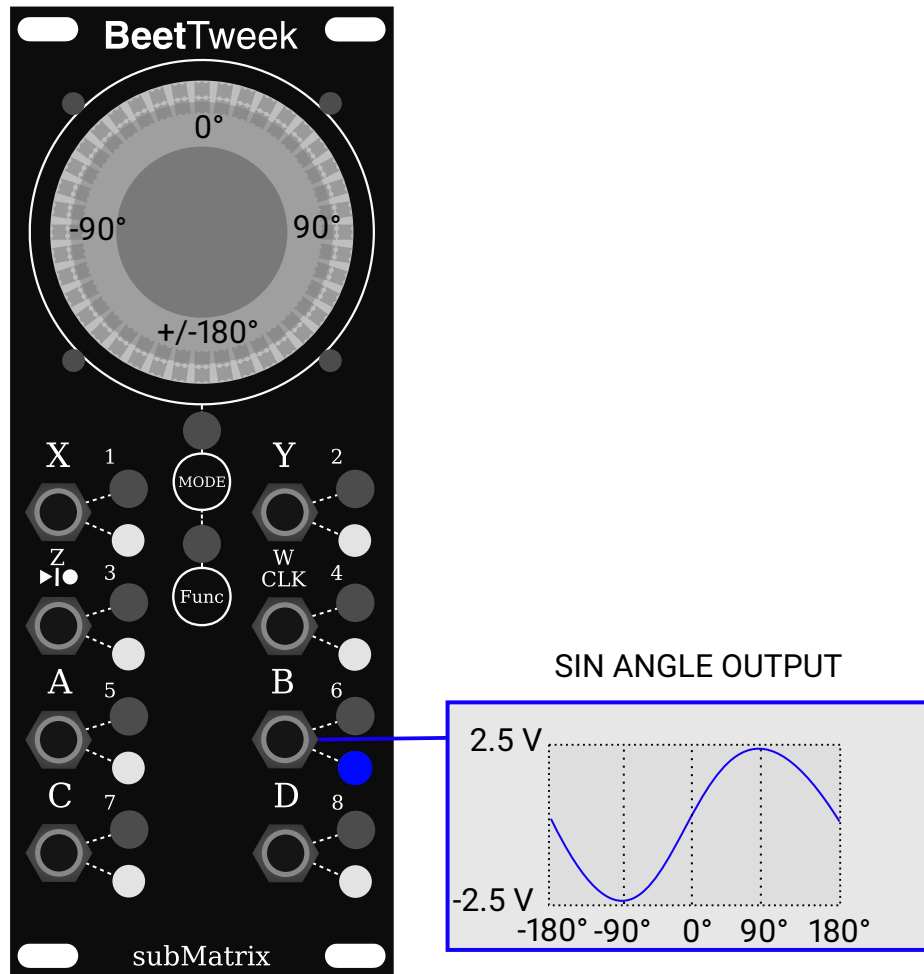 BeetTweek
0°
-90°
90°
+/-180°
X
1
Y
2
MODE
Z
3
W
CLK
4
Func
A
5
B
6
C
7
D
8
subMatrix
SIN ANGLE OUTPUT
2.5 V
-2.5 V
-180° -90° 0° 90° 180°